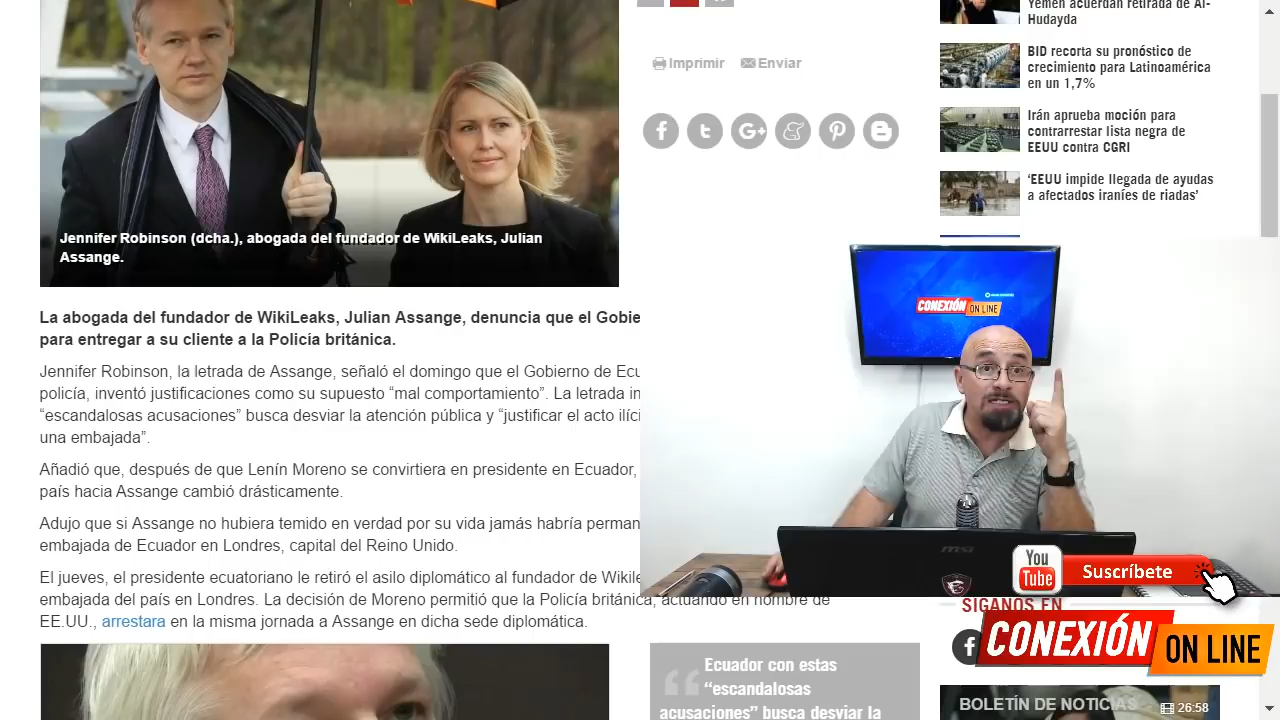 Yemen acuerdan retirada de Al-
Hudayda
Imprimir Enviar
BID recorta su pronóstico de
crecimiento para Latinoamérica
en un 1,7%
Irán aprueba moción para
contrarrestar lista negra de
EEUU contra CGRI
‘EEUU impide llegada de ayudas
a afectados iraníes de riadas’
Jennifer Robinson (dcha.), abogada del fundador de WikiLeaks, Julian
Assange.
La abogada del fundador de WikiLeaks, Julian Assange, denuncia que el
para entregar a su cliente a la Policía británica.
Jennifer Robinson, la letrada de Assange, señaló el domingo que el Gobierno de
policía, inventó justificaciones como su supuesto “mal comportamiento”. La letrada
“escandalosas acusaciones” busca desviar la atención pública y “justificar el acto
una embajada”.
Añadió que, después de que Lenín Moreno se convirtiera en presidente en Ecuador,
país hacia Assange cambió drásticamente.
Adujo que si Assange no hubiera temido en verdad por su vida jamás habría
embajada de Ecuador en Londres, capital del Reino Unido.
El jueves, el presidente ecuatoriano le retiró el asilo diplomático al fundador de
embajada del país en Londres. La decisión de Moreno permitió que la Policía británica, actuando en nombre de
EE.UU., arrestara en la misma jornada a Assange en dicha sede diplomática.
Ecuador con estas
“escandalosas
acusaciones” busca desviar la
CONEXIÓN
ON LINE
msi
You
Tube
Suscríbete
SÍGANOS EN
CONEXIÓN
ON LINE
BOLETÍN DE NOTICIAS
26:58